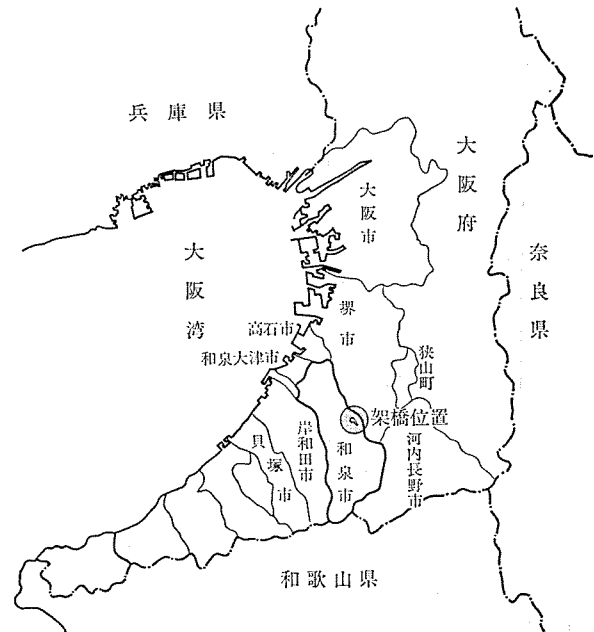 兵庫県
大阪府
大阪市
奈良県
大阪湾
堺市
高石市
狭山町
和泉大津市
架橋位置
岸和田市
和泉市
河内長野市
貝塚市
和歌山県